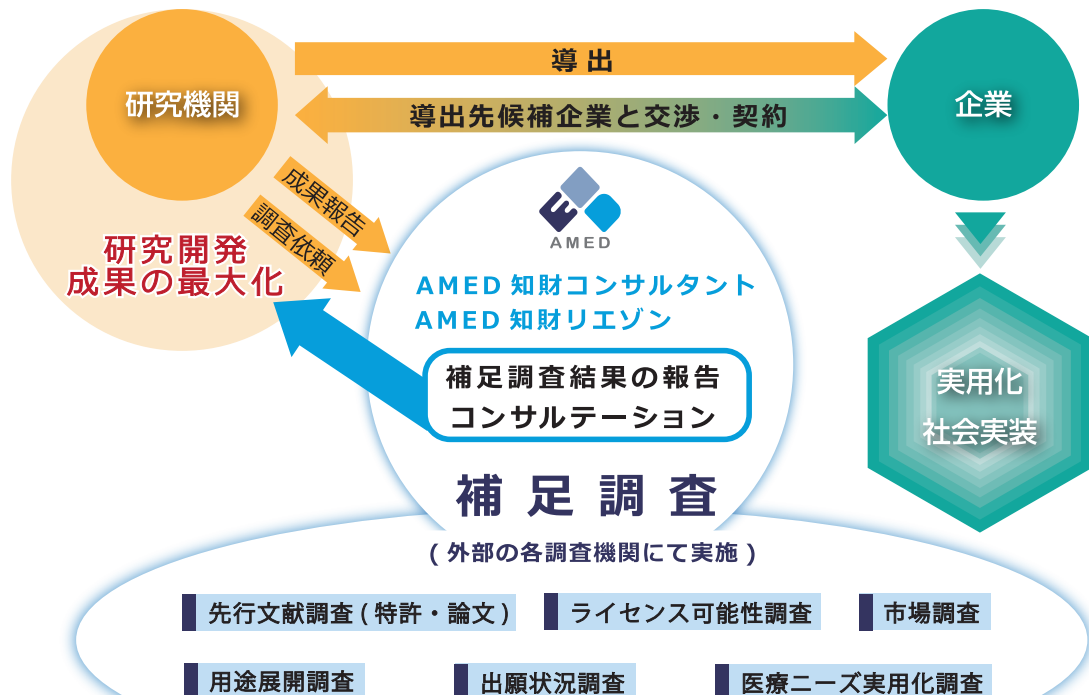 導出
研究機関
導出先候補企業と交渉・契約
企業
成果報告
調査依頼
AMED
研究開発
成果の最大化
AMED 知財コンサルタント
AMED 知財リエゾン
補足調査結果の報告
コンサルテーション
実用化
社会実装
補足調査
(外部の各調査機関にて実施)
先行文献調査(特許・論文)
ライセンス可能性調査
市場調査
用途展開調査
出願状況調査
医療ニーズ実用化調査